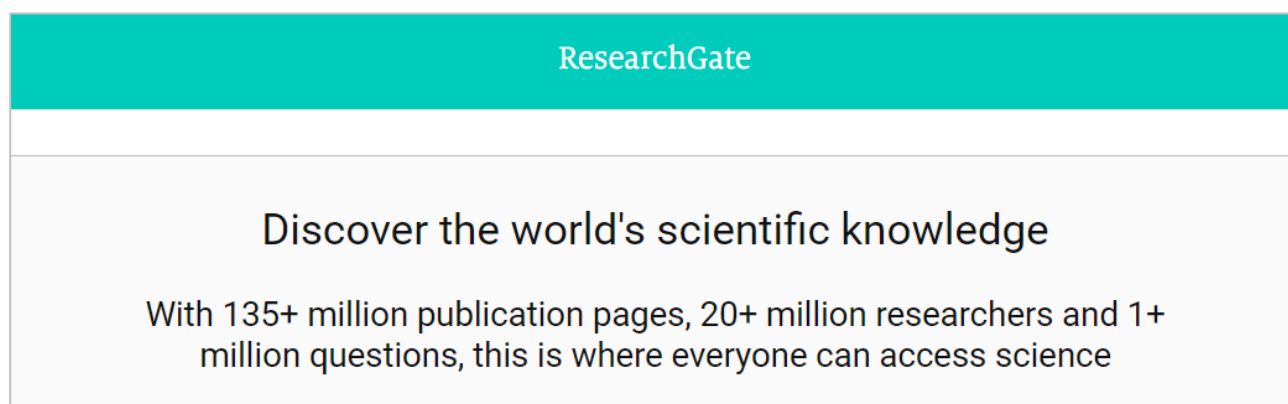 ResearchGate
Discover the world's scientific knowledge
With 135+ million publication pages, 20+ million researchers and 1+
million questions, this is where everyone can access science